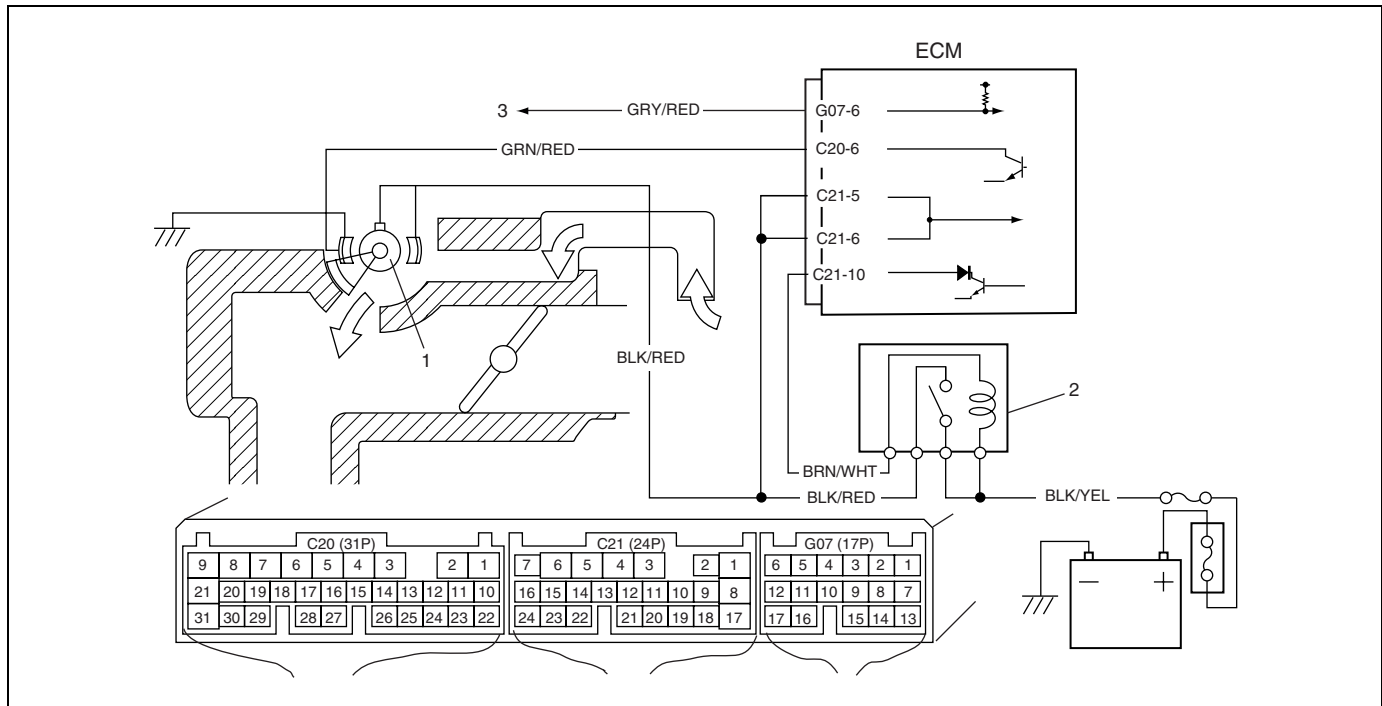 ECM
3
GRY/RED
G07-6
GRN/RED
C20-6
C21-5
C21-6
C21-10
1
BLK/RED
2
BRN/WHT
BLK/RED
BLK/YEL
C20 (31P)
C21 (24P)
G07 (17P)
9 8 7 6 5 4 3 2 1
7 6 5 4 3 2 1
6 5 4 3 2 1
21 20 19 18 17 16 15 14 13 12 11 10
16 15 14 13 12 11 10 9 8
12 11 10 9 8 7
31 30 29 28 27 26 25 24 23 22
24 23 22 21 20 19 18 17
17 16 15 14 13
− +